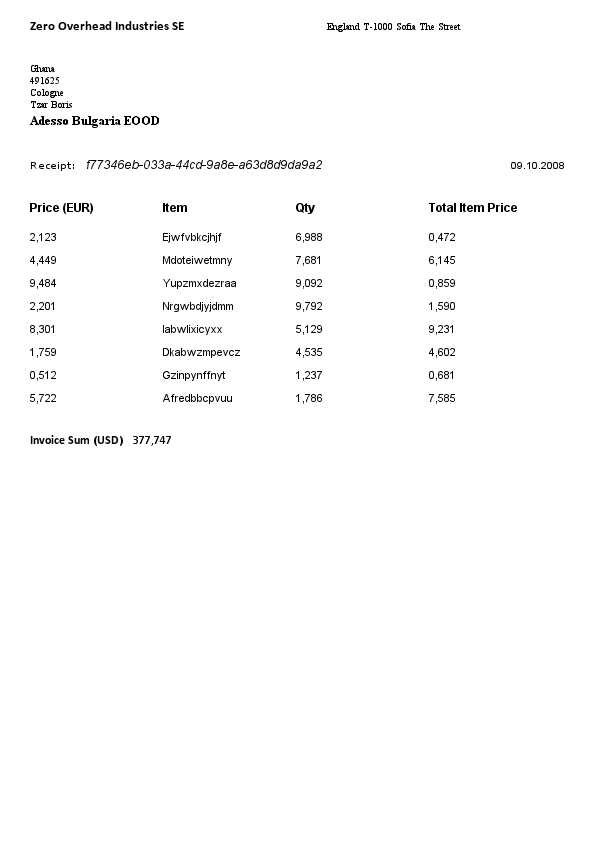 Zero Overhead Industries SE England T-1000 Sofia The Street
Ghana
491625
Cologne
Tzar Boris
Adesso Bulgaria EOOD
Receipt: f77346eb-033a-44cd-9a8e-a63d8d9da9a2 09.10.2008
Price (EUR) Item Qty Total Item Price
2,123 Ejwfvbkcjhjf 6,988 0,472
4,449 Mdoteiwetmny 7,681 6,145
9,484 Yupzmxdezraa 9,092 0,859
2,201 Nrgwbdjyjdmm 9,792 1,590
8,301 Iabwlixicyxx 5,129 9,231
1,759 Dkabwzmpevcz 4,535 4,602
0,512 Gzinpynffnyt 1,237 0,681
5,722 Afredbbcpvuu 1,786 7,585
Invoice Sum (USD) 377,747